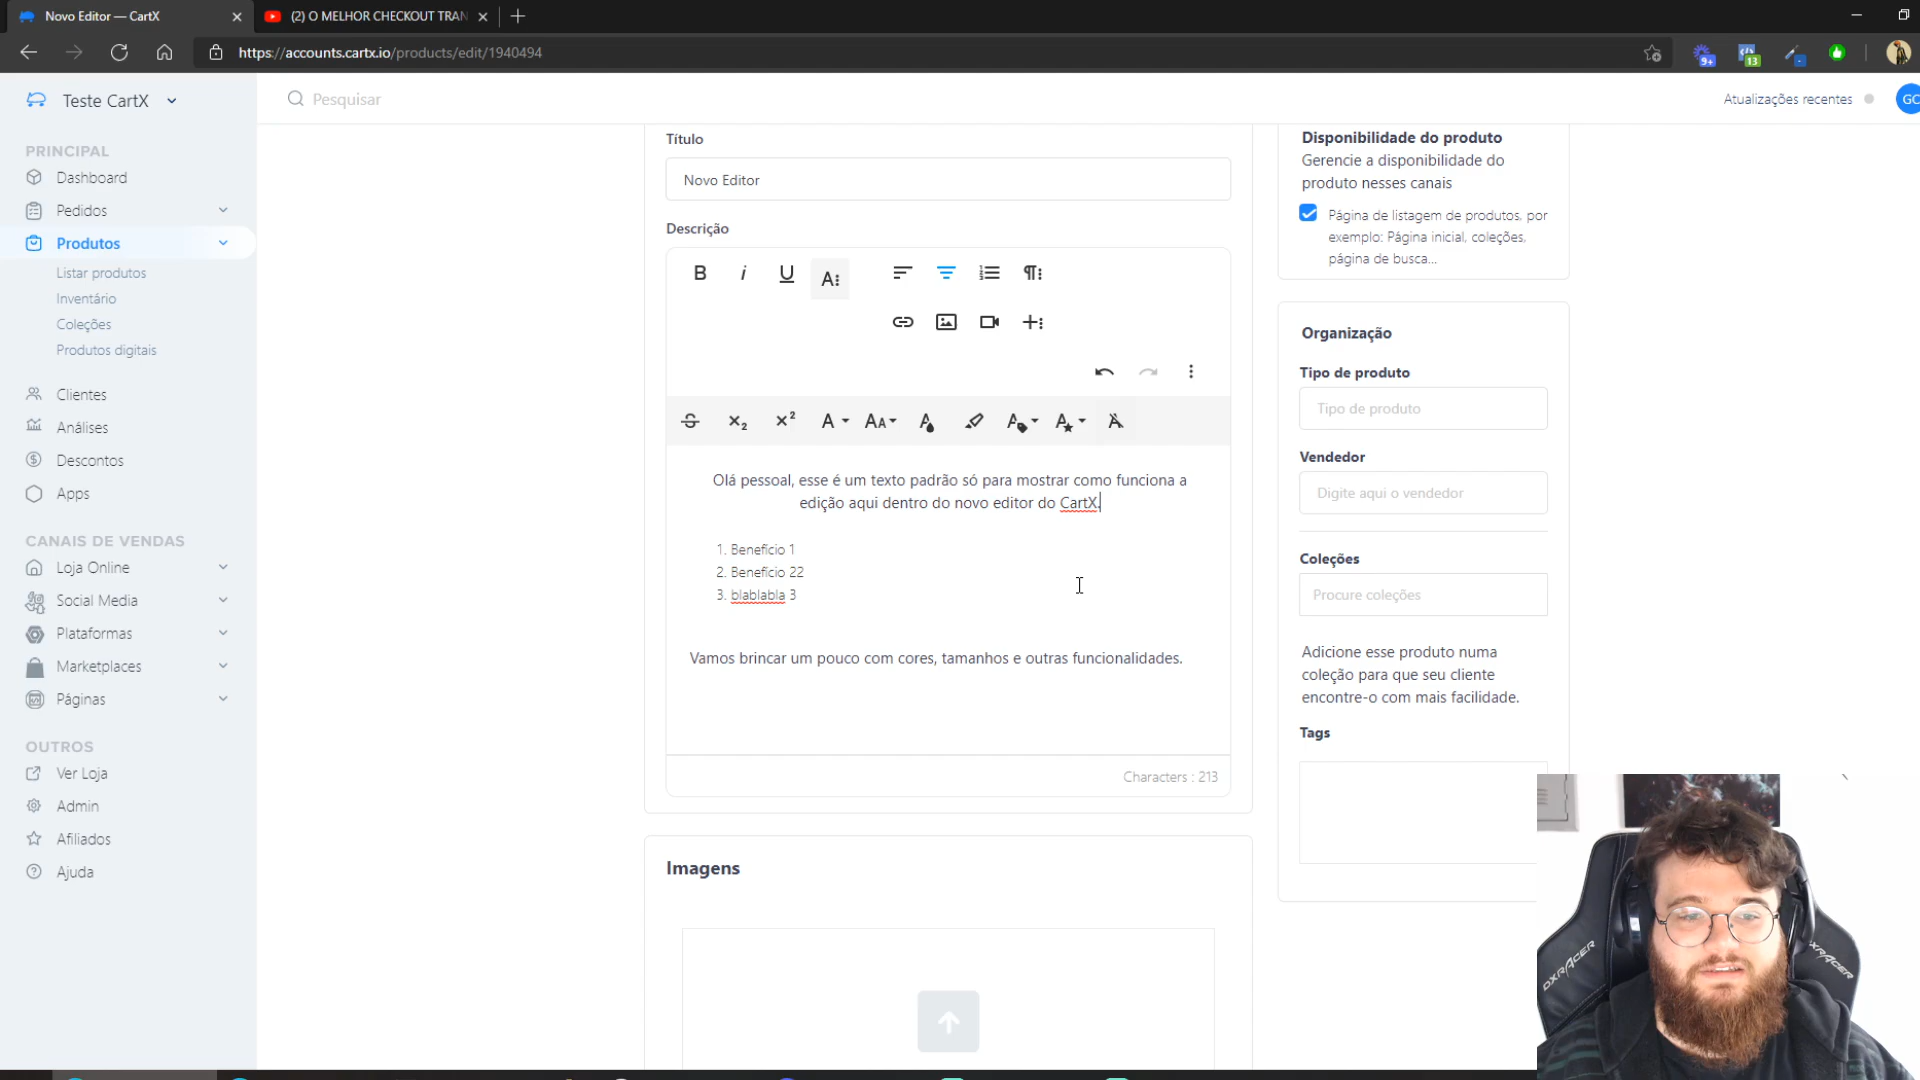 Novo Editor — CartX
(2) O MELHOR CHECKOUT TRAN
https://accounts.cartx.io/products/edit/1940494
9+
13
Teste CartX
Pesquisar
Atualizações recentes
GC
PRINCIPAL
Dashboard
Pedidos
Produtos
Listar produtos
Inventário
Coleções
Produtos digitais
Clientes
Análises
Descontos
Apps
CANAIS DE VENDAS
Loja Online
Social Media
Plataformas
Marketplaces
Páginas
OUTROS
Ver Loja
Admin
Afiliados
Ajuda
Título
Novo Editor
Descrição
Olá pessoal, esse é um texto padrão só para mostrar como funciona a
edição aqui dentro do novo editor do CartX.
1. Benefício 1
2. Benefício 22
3. blablabla 3
Vamos brincar um pouco com cores, tamanhos e outras funcionalidades.
Characters : 213
Imagens
Disponibilidade do produto
Gerencie a disponibilidade do
produto nesses canais
Página de listagem de produtos, por
exemplo: Página inicial, coleções,
página de busca...
Organização
Tipo de produto
Tipo de produto
Vendedor
Digite aqui o vendedor
Coleções
Procure coleções
Adicione esse produto numa
coleção para que seu cliente
encontre-o com mais facilidade.
Tags
DXRACER
DXRACER